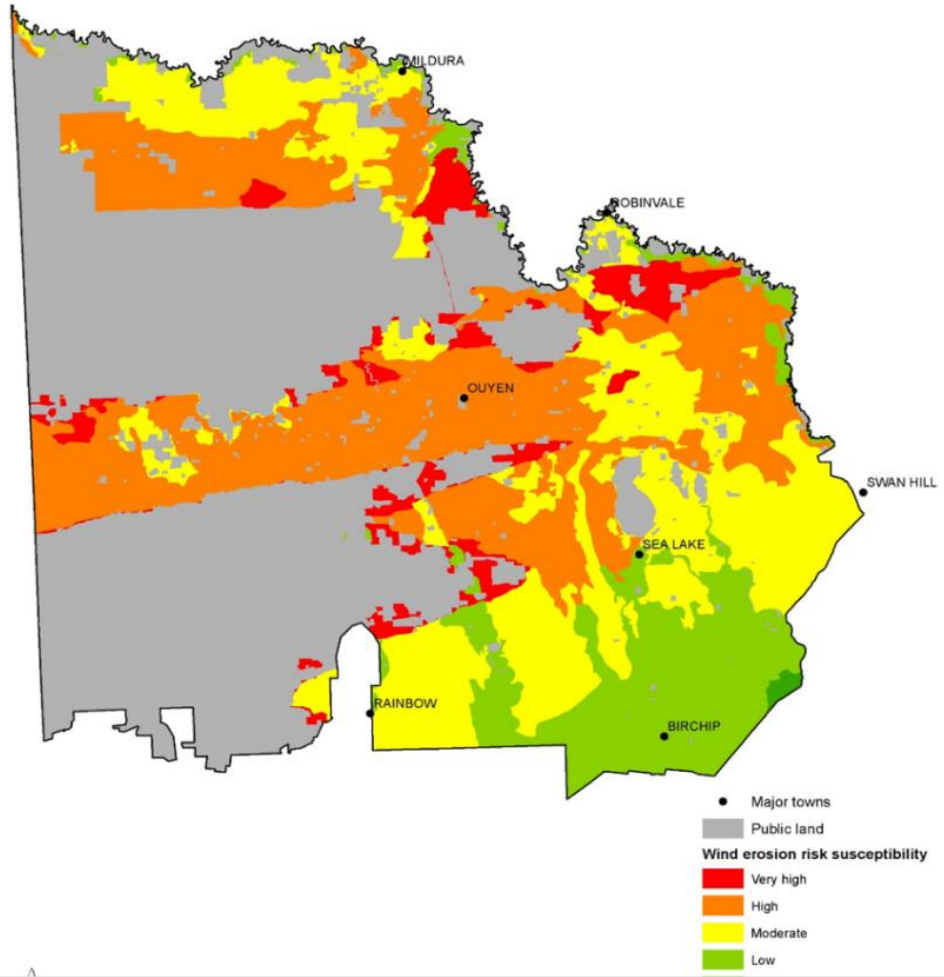 MILDURA
ROBINVALE
OUYEN
SWAN HILL
SEA LAKE
RAINBOW
BIRCHIP
Major towns
Public land
Wind erosion risk susceptibility
Very high
High
Moderate
Low